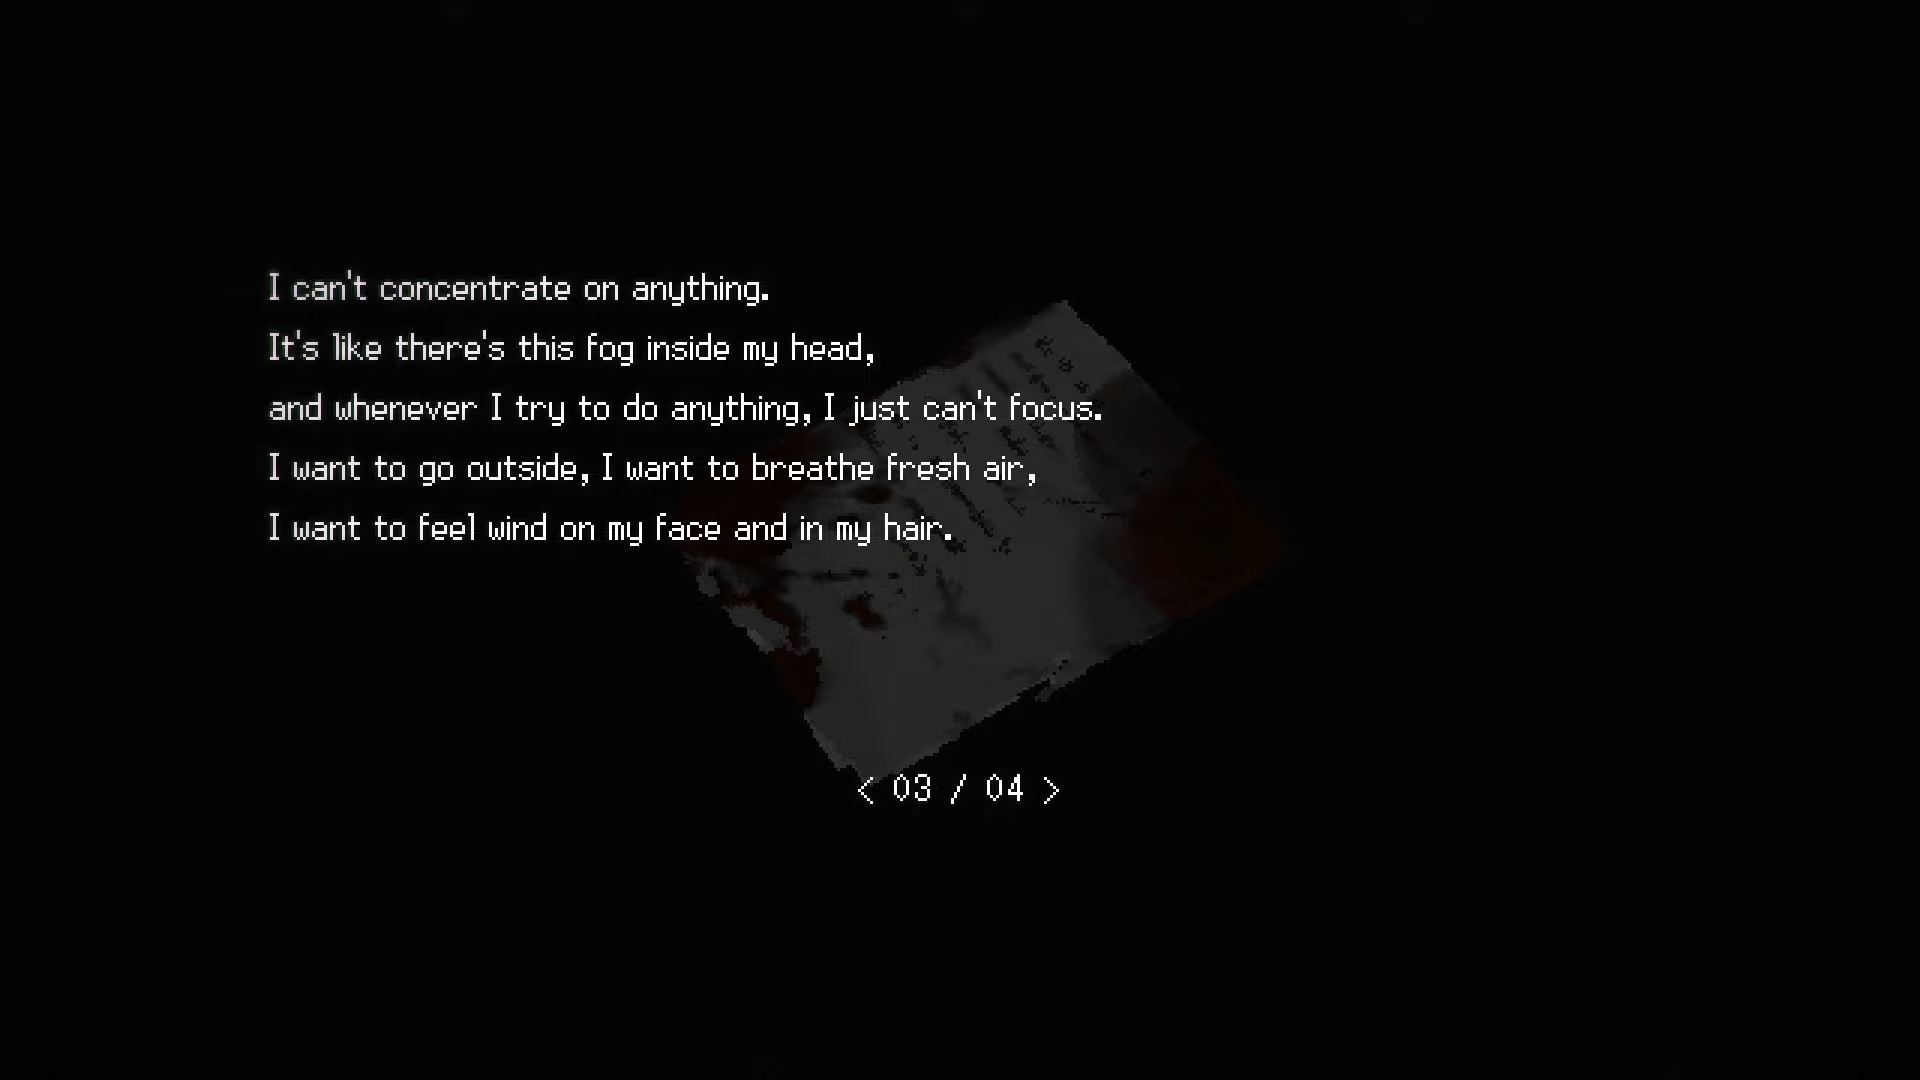 I can't concentrate on anything.
It's like there's this fog inside my head,
and whenever I try to do anything, I just can't focus.
I want to go outside, I want to breathe fresh air,
I want to feel wind on my face and in my hair.
< 03 / 04 >